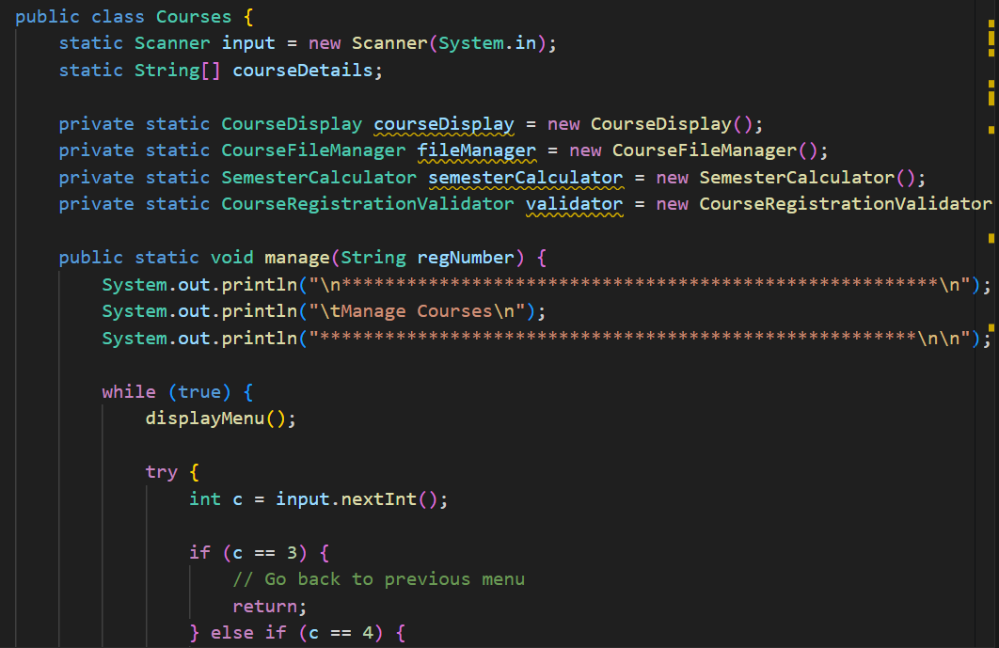 public class Courses {
static Scanner input = new Scanner(System.in);
static String[] courseDetails;
private static CourseDisplay courseDisplay = new CourseDisplay();
private static CourseFileManager fileManager = new CourseFileManager();
private static SemesterCalculator semesterCalculator = new SemesterCalculator();
private static CourseRegistrationValidator validator = new CourseRegistrationValidator
public static void manage(String regNumber) {
System.out.println("\n*******************************************************\n");
System.out.println("\tManage Courses\n");
System.out.println("*******************************************************\n\n");
while (true) {
displayMenu();
try {
int c = input.nextInt();
if (c == 3) {
// Go back to previous menu
return;
} else if (c == 4) {